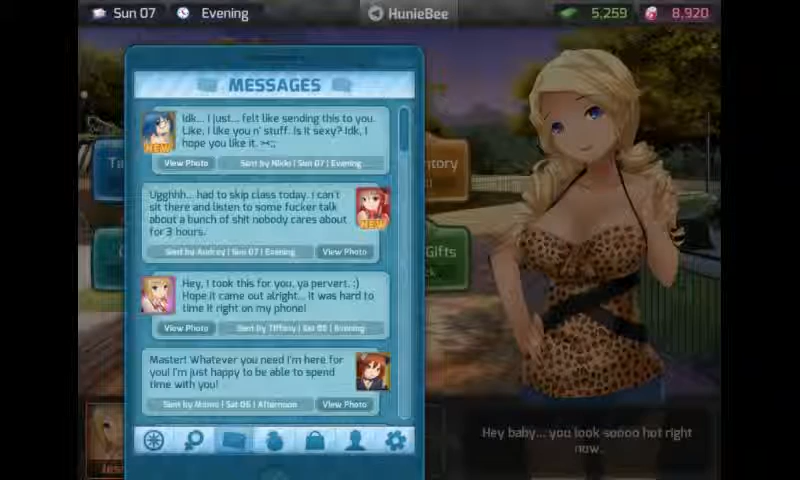 Sun 07
Evening
HunieBee
5,259
8,920
MESSAGES
Idk... I just... felt like sending this to you.
Like, I like you n' stuff. Is it sexy? Idk, I
hope you like it. ><;;
NEW
View Photo
Sent by Nikki | Sun 07 | Evening
Ugghhh... had to skip class today. I can't
sit there and listen to some fucker talk
about a bunch of shit nobody cares about
for 3 hours.
NEW
Sent by Audrey | Sun 07 | Evening
View Photo
Hey, I took this for you, ya pervert. :)
Hope it came out alright... it was hard to
time it right on my phone!
View Photo
Sent by Tiffany | Sat 06 | Evening
Master! Whatever you need I'm here for
you! I'm just happy to be able to spend
time with you!
Sent by Momo | Sat 06 | Afternoon
View Photo
Ta
ntory
Gifts
Jess
Hey baby... you look soooo hot right
now.